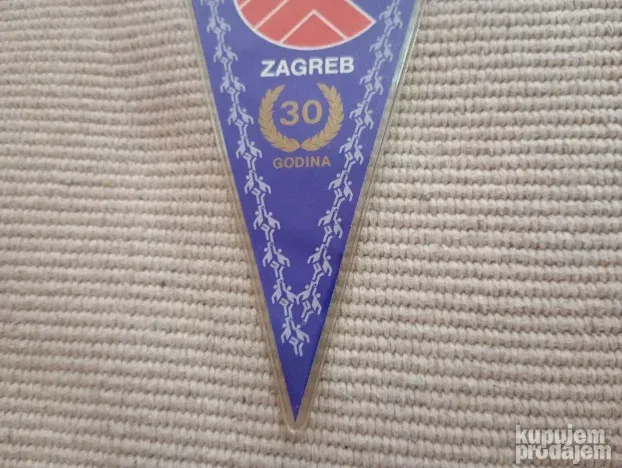 ZAGREB
30
GODINA
kupujem
prodajem